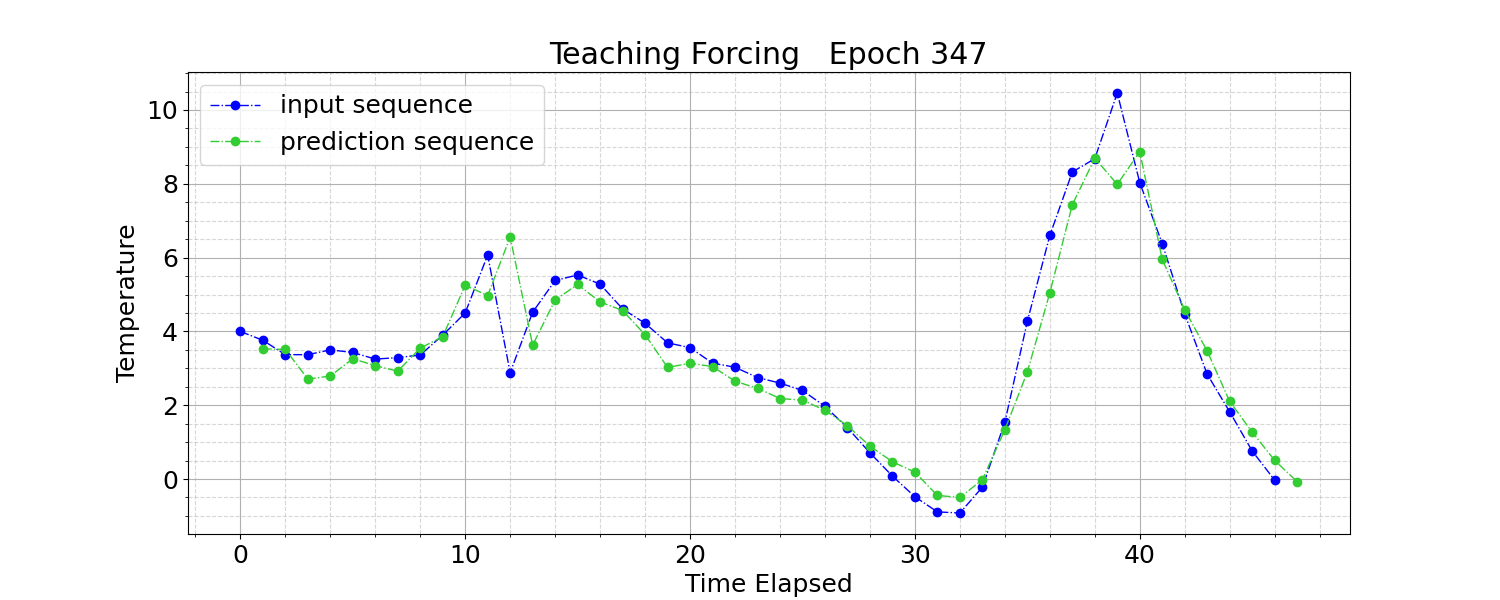 Teaching Forcing   Epoch 347
input sequence
prediction sequence
10
8
6
4
2
0
Temperature
0 10 20 30 40
Time Elapsed